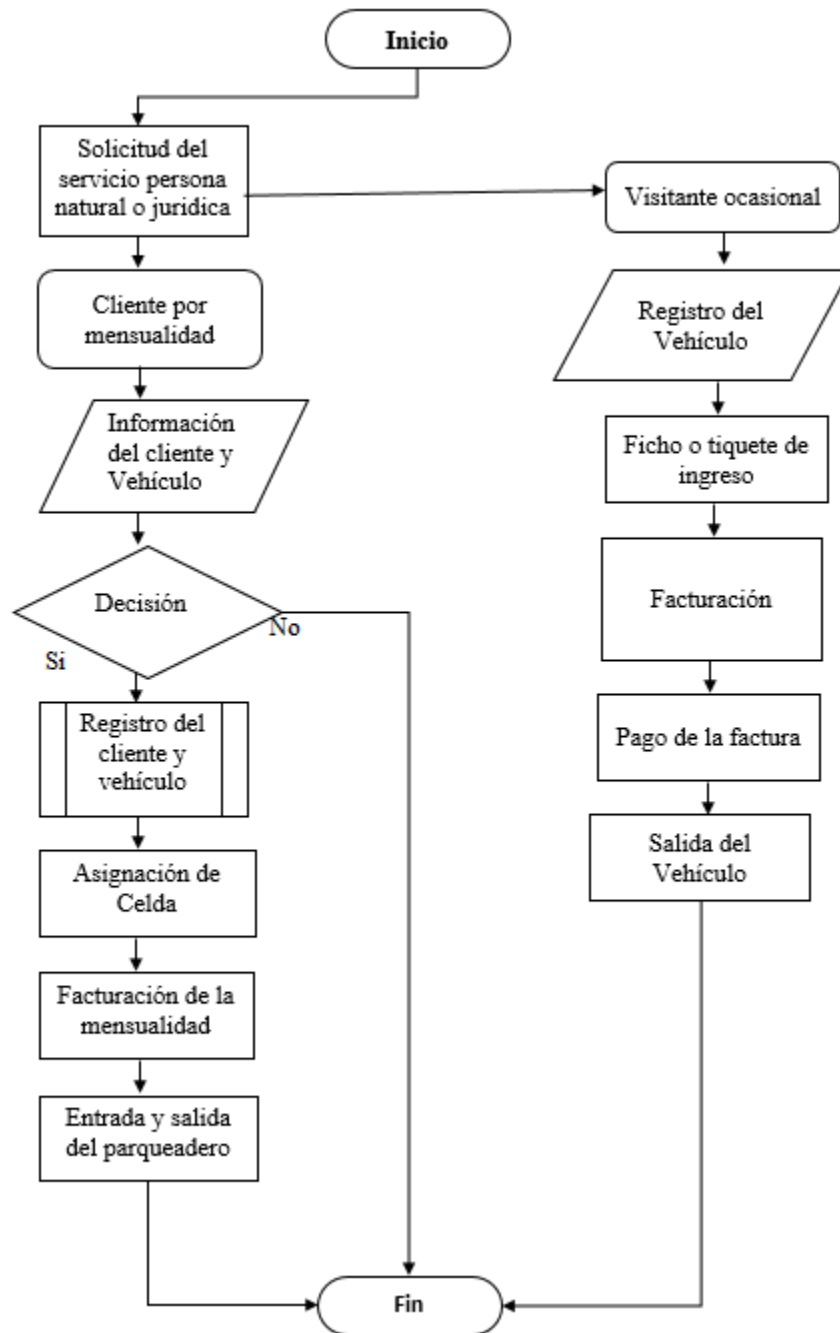 Inicio
Solicitud del
servicio persona
natural o juridica
Visitante ocasional
Cliente por
mensualidad
Registro del
Vehículo
Información
del cliente y
Vehículo
Ficho o tiquete de
ingreso
Decisión
No
Si
Facturación
Registro del
cliente y
vehículo
Pago de la factura
Asignación de
Celda
Salida del
Vehículo
Facturación de la
mensualidad
Entrada y salida
del parqueadero
Fin